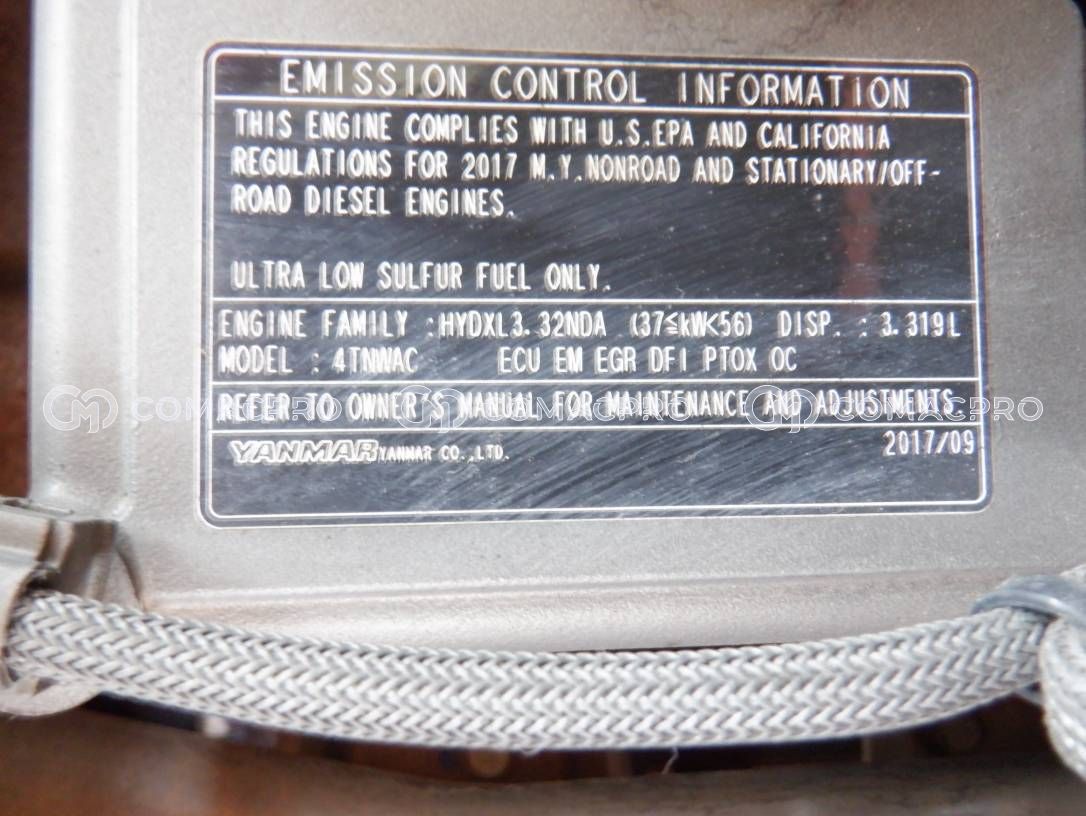 EMISSION CONTROL INFORMATION
THIS ENGINE COMPLIES WITH U.S.EPA AND CALIFORNIA
REGULATIONS FOR 2017 M.Y.NONROAD AND STATIONARY/OFF-
ROAD DIESEL ENGINES.
ULTRA LOW SULFUR FUEL ONLY.
ENGINE FAMILY :HYDXL3.32NDA (37≦kW<56) DISP. : 3.319L
MODEL : 4TNWAC ECU EM EGR DFI PTOX OC
REFER TO OWNER'S MANUAL FOR MAINTENANCE AND ADJUSTMENTS.
COMACPRO COMACPRO COMACPRO
YANMAR YANMAR CO.,LTD. 2017/09